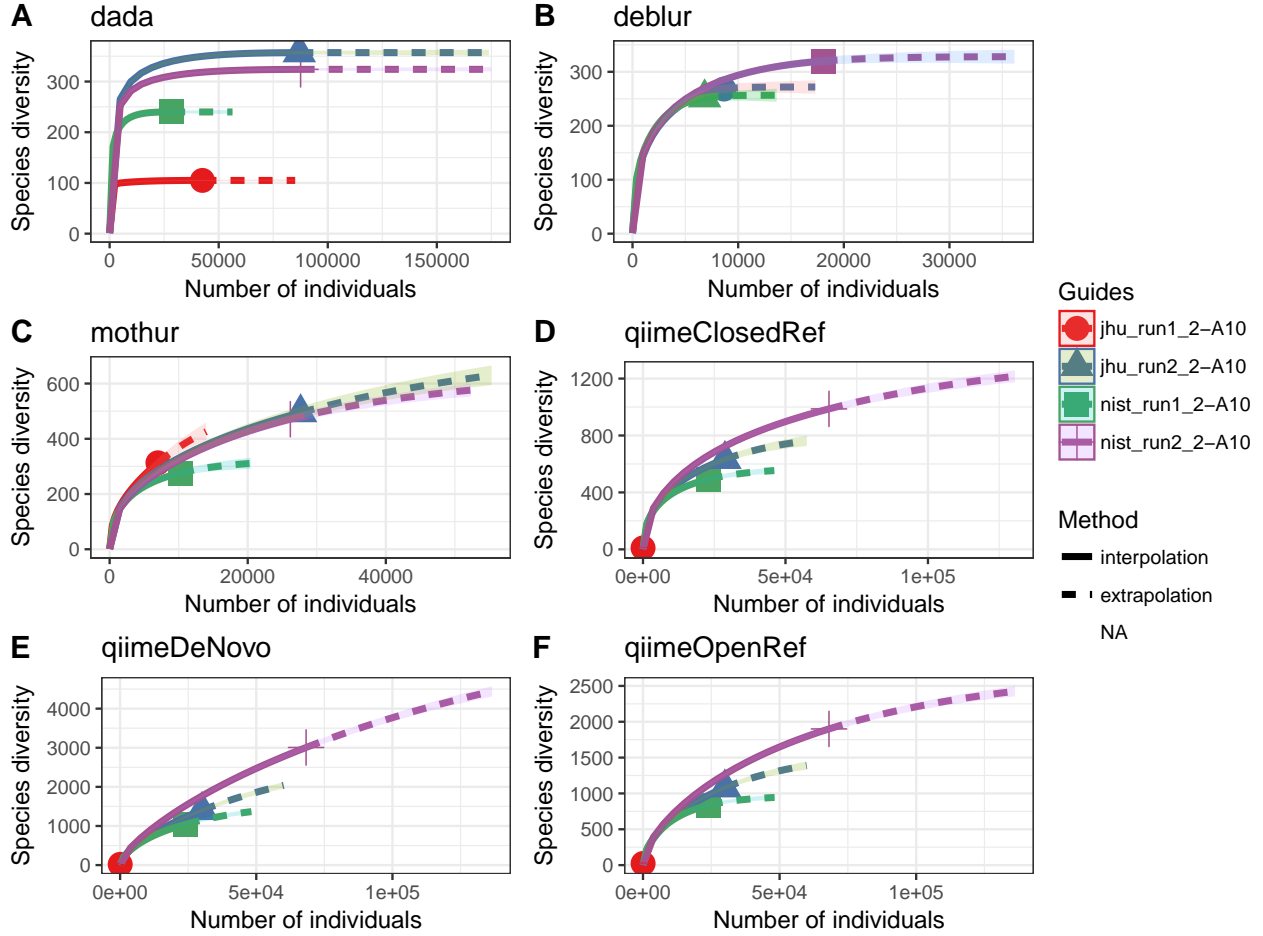 A dada
Species diversity
300
200
100
0
0 50000 100000 150000
Number of individuals
B deblur
Species diversity
300
200
100
0
0 10000 20000 30000
Number of individuals
C mothur
Species diversity
600
400
200
0
0 20000 40000
Number of individuals
D qiimeClosedRef
Species diversity
1200
800
400
0
0e+00 5e+04 1e+05
Number of individuals
E qiimeDeNovo
Species diversity
4000
3000
2000
1000
0
0e+00 5e+04 1e+05
Number of individuals
F qiimeOpenRef
Species diversity
2500
2000
1500
1000
500
0
0e+00 5e+04 1e+05
Number of individuals
Guides
jhu_run1_2−A10
jhu_run2_2−A10
nist_run1_2−A10
nist_run2_2−A10
Method
interpolation
extrapolation
NA